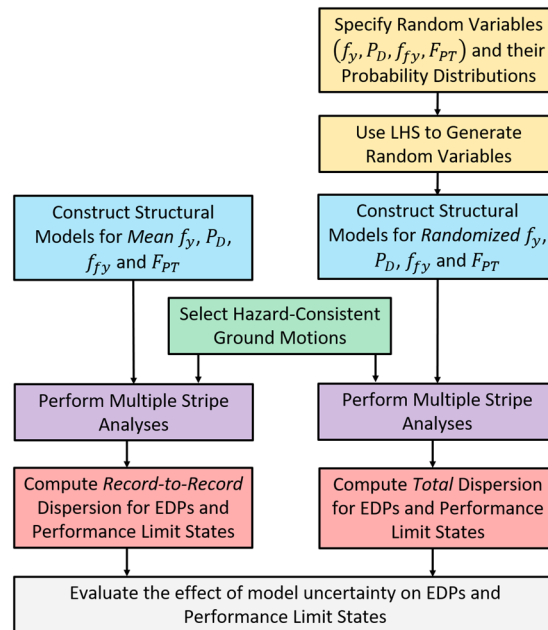 Specify Random Variables
(f_y, P_D, f_fy, F_PT) and their
Probability Distributions
Use LHS to Generate
Random Variables
Construct Structural
Models for Mean f_y, P_D,
f_fy and F_PT
Construct Structural
Models for Randomized f_y,
P_D, f_fy and F_PT
Select Hazard-Consistent
Ground Motions
Perform Multiple Stripe
Analyses
Perform Multiple Stripe
Analyses
Compute Record-to-Record
Dispersion for EDPs and
Performance Limit States
Compute Total Dispersion
for EDPs and Performance
Limit States
Evaluate the effect of model uncertainty on EDPs and
Performance Limit States